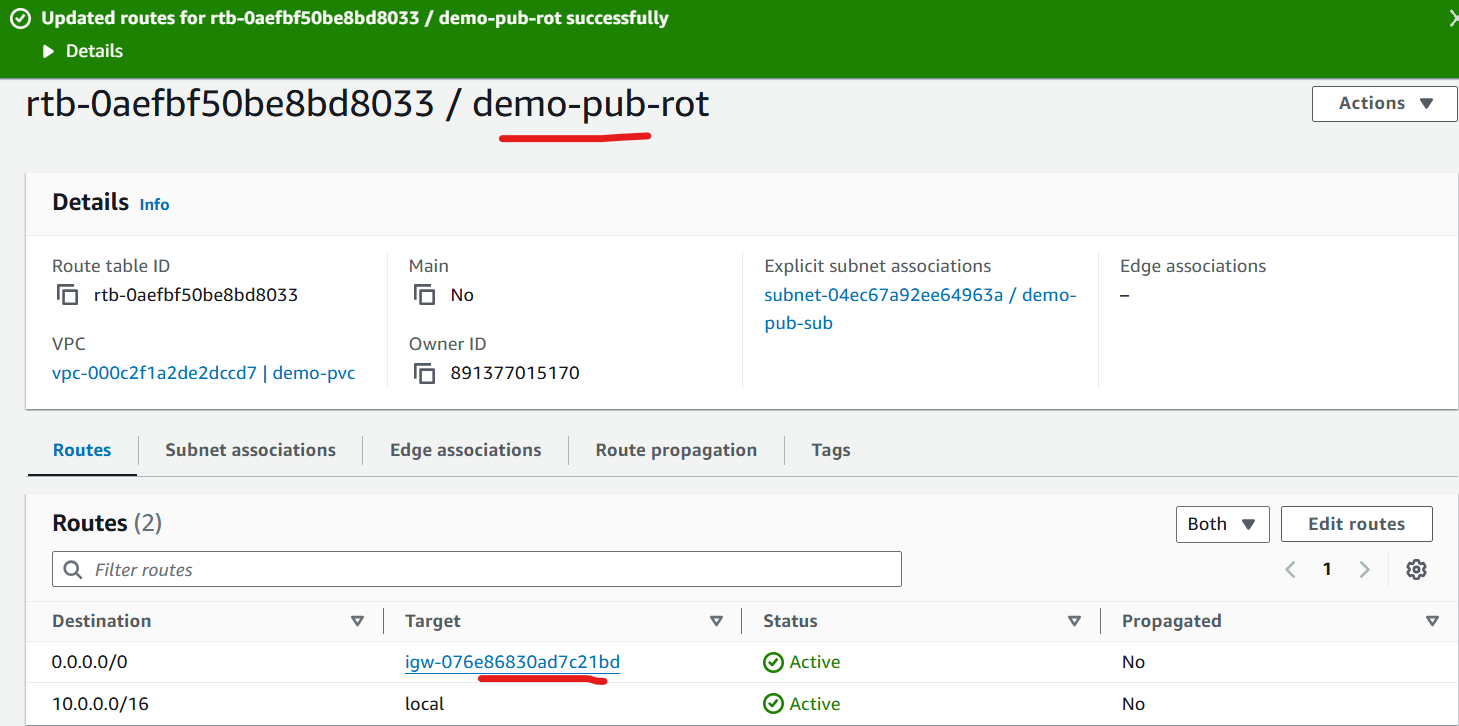 Updated routes for rtb-0aefbf50be8bd8033 / demo-pub-rot successfully
Details
rtb-0aefbf50be8bd8033 / demo-pub-rot
Actions
Details Info
Route table ID
rtb-0aefbf50be8bd8033
Main
No
Explicit subnet associations
subnet-04ec67a92ee64963a / demo-
pub-sub
Edge associations
–
VPC
vpc-000c2f1a2de2dccd7 | demo-pvc
Owner ID
891377015170
Routes Subnet associations Edge associations Route propagation Tags
Routes (2)
Both Edit routes
Filter routes
1
Destination Target Status Propagated
0.0.0.0/0 igw-076e86830ad7c21bd Active No
10.0.0.0/16 local Active No